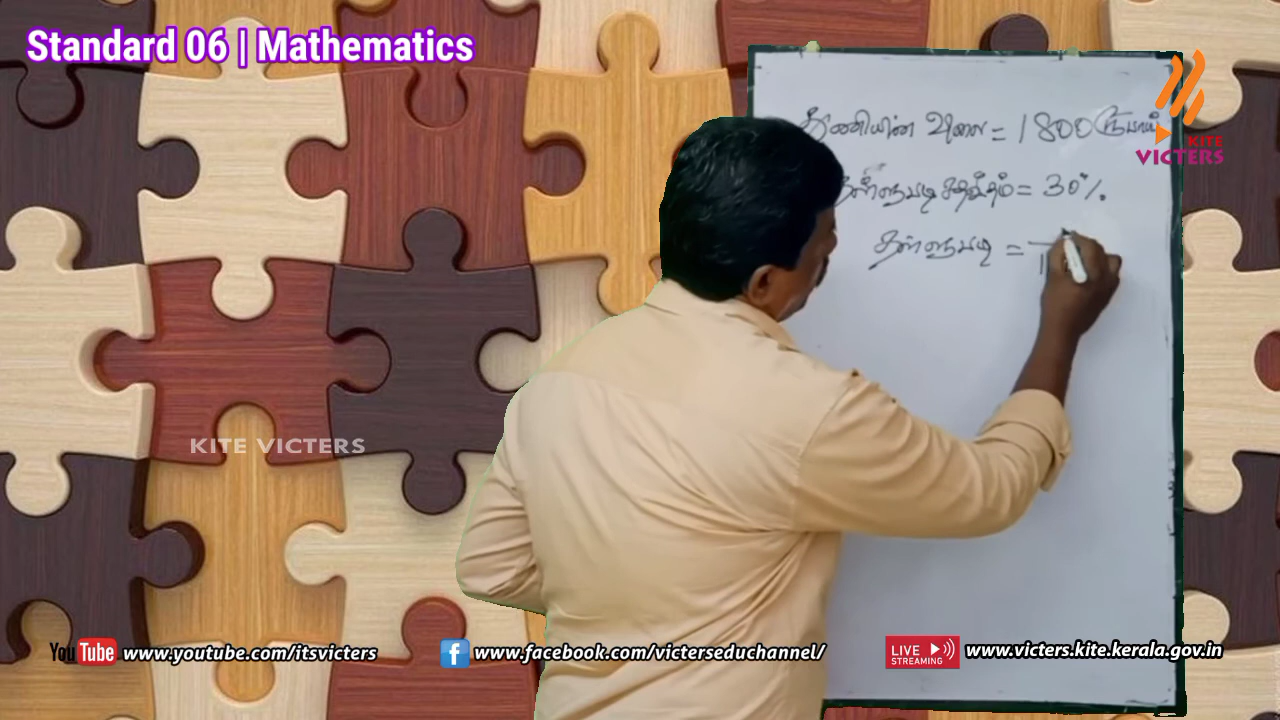 Standard 06 | Mathematics
துணியின் விலை = 1800 ரூபாய்
தள்ளுபடி சதவீதம் = 30%
தள்ளுபடி =
KITE
VICTERS
KITE VICTERS
YouTube www.youtube.com/itsvicters
f www.facebook.com/victerseduchannel/
LIVE
STREAMING
www.victers.kite.kerala.gov.in